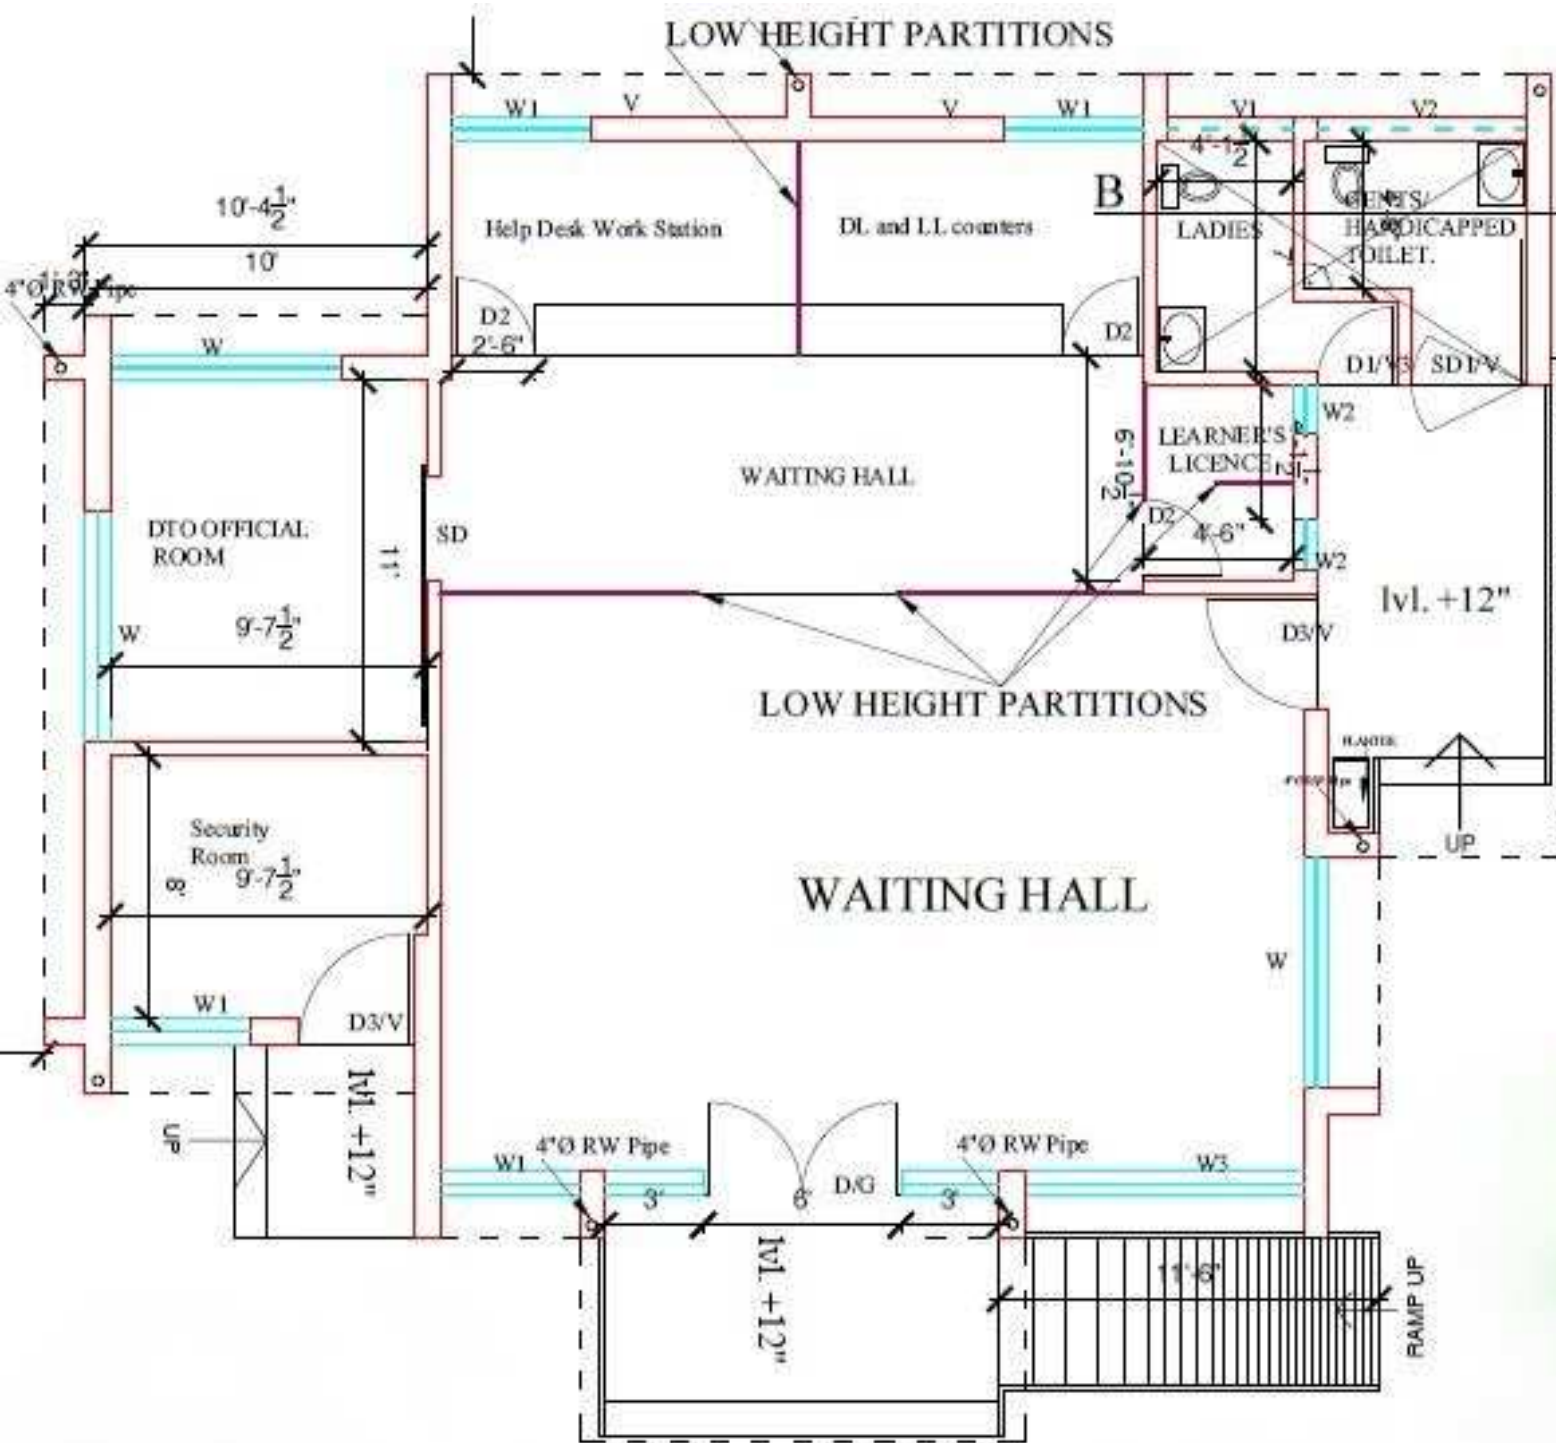 LOW HEIGHT PARTITIONS
W1
V
V
W1
V1
V2
4'-1½"
B
10'-4½"
10'
4"Ø RW Pipe
Help Desk Work Station
DL and LL counters
LADIES
GENTS/
HANDICAPPED
TOILET.
D2
2'-6"
D2
W
D1/V3
SD1/V
W2
LEARNER'S
LICENCE
WAITING HALL
6'-10½"
D2
4'-6"
W2
DTO OFFICIAL
ROOM
11'
SD
9'-7½"
W
lvl. +12"
D3/V
LOW HEIGHT PARTITIONS
PLANTER
UP
Security
Room
8'
9'-7½"
WAITING HALL
W
W1
D3/V
UP
lvl. +12"
W1
4"Ø RW Pipe
4"Ø RW Pipe
W3
3'
6'
D/G
3'
lvl. +12"
11'-6"
RAMP UP